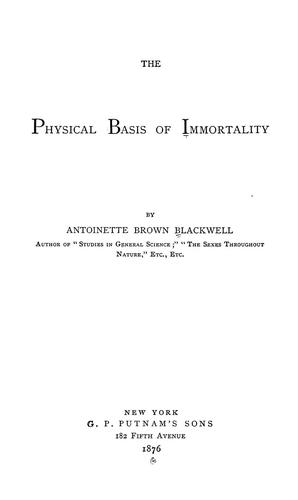 THE
PHYSICAL BASIS OF IMMORTALITY
BY
ANTOINETTE BROWN BLACKWELL
AUTHOR OF "STUDIES IN GENERAL SCIENCE;" "THE SEXES THROUGHOUT
NATURE," ETC., ETC.
NEW YORK
G. P. PUTNAM'S SONS
182 FIFTH AVENUE
1876